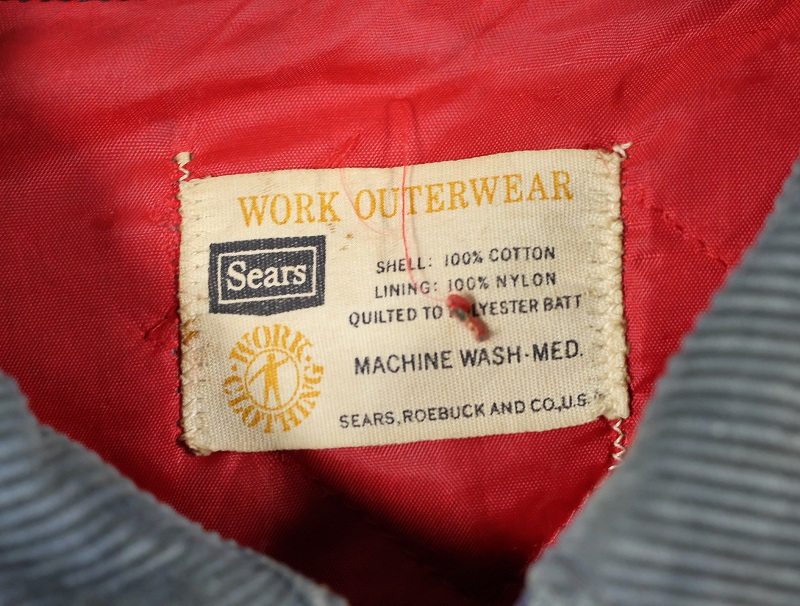 WORK OUTERWEAR
Sears
SHELL: 100% COTTON
LINING: 100% NYLON
QUILTED TO POLYESTER BATT
WORK CLOTHING
MACHINE WASH-MED.
SEARS, ROEBUCK AND CO., U.S.